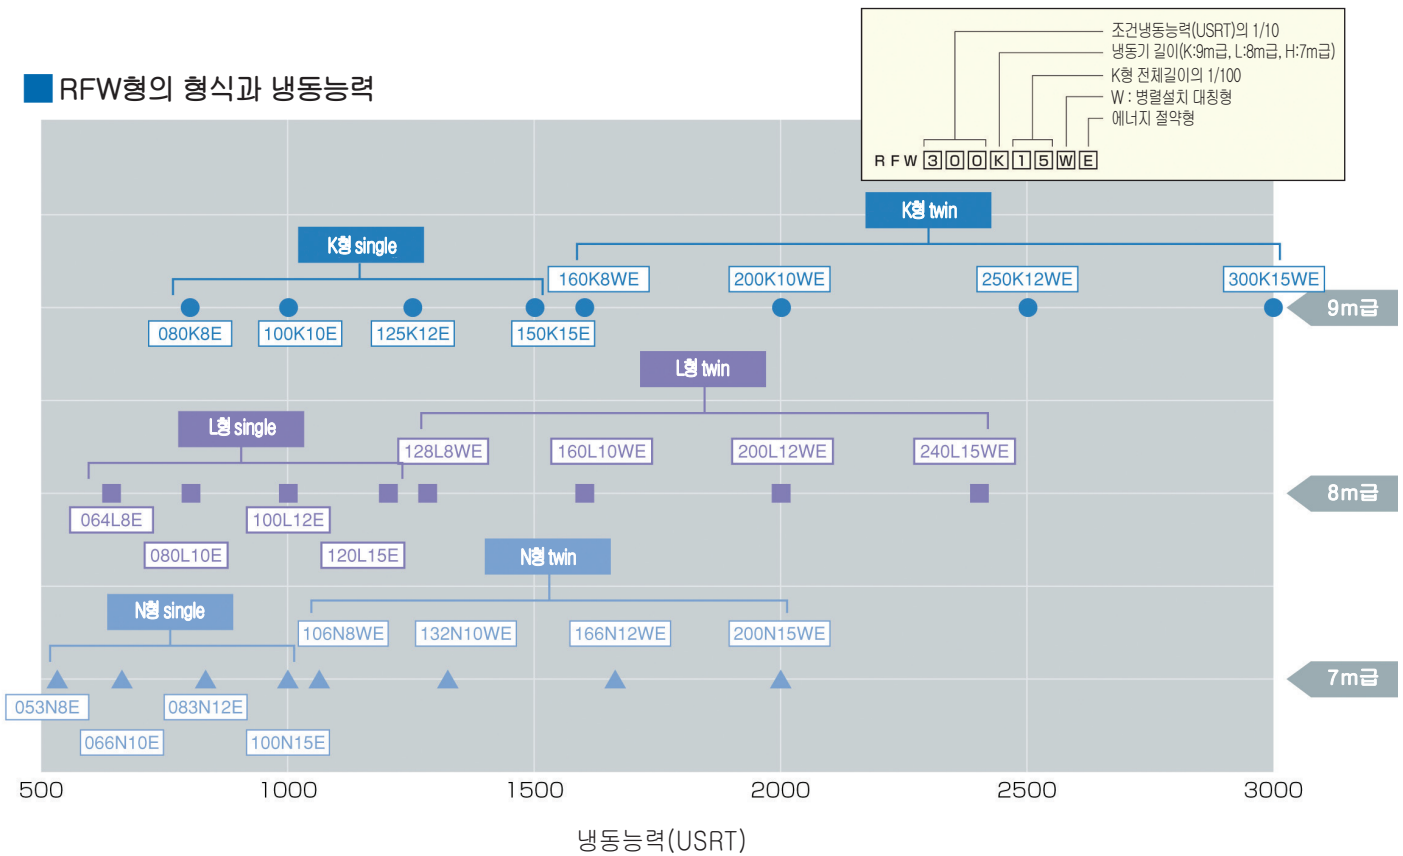 조건냉동능력(USRT)의 1/10
냉동기 길이(K:9m급, L:8m급, H:7m급)
K형 전체길이의 1/100
W : 병렬설치 대칭형
에너지 절약형
RFW 300K15WE
RFW형의 형식과 냉동능력
K형 twin
K형 single
160K8WE 200K10WE 250K12WE 300K15WE
9m급
080K8E 100K10E 125K12E 150K15E
L형 twin
L형 single
128L8WE 160L10WE 200L12WE 240L15WE
8m급
064L8E 100L12E
080L10E 120L15E
N형 twin
N형 single
106N8WE 132N10WE 166N12WE 200N15WE
7m급
053N8E 083N12E
066N10E 100N15E
500 1000 1500 2000 2500 3000
냉동능력(USRT)